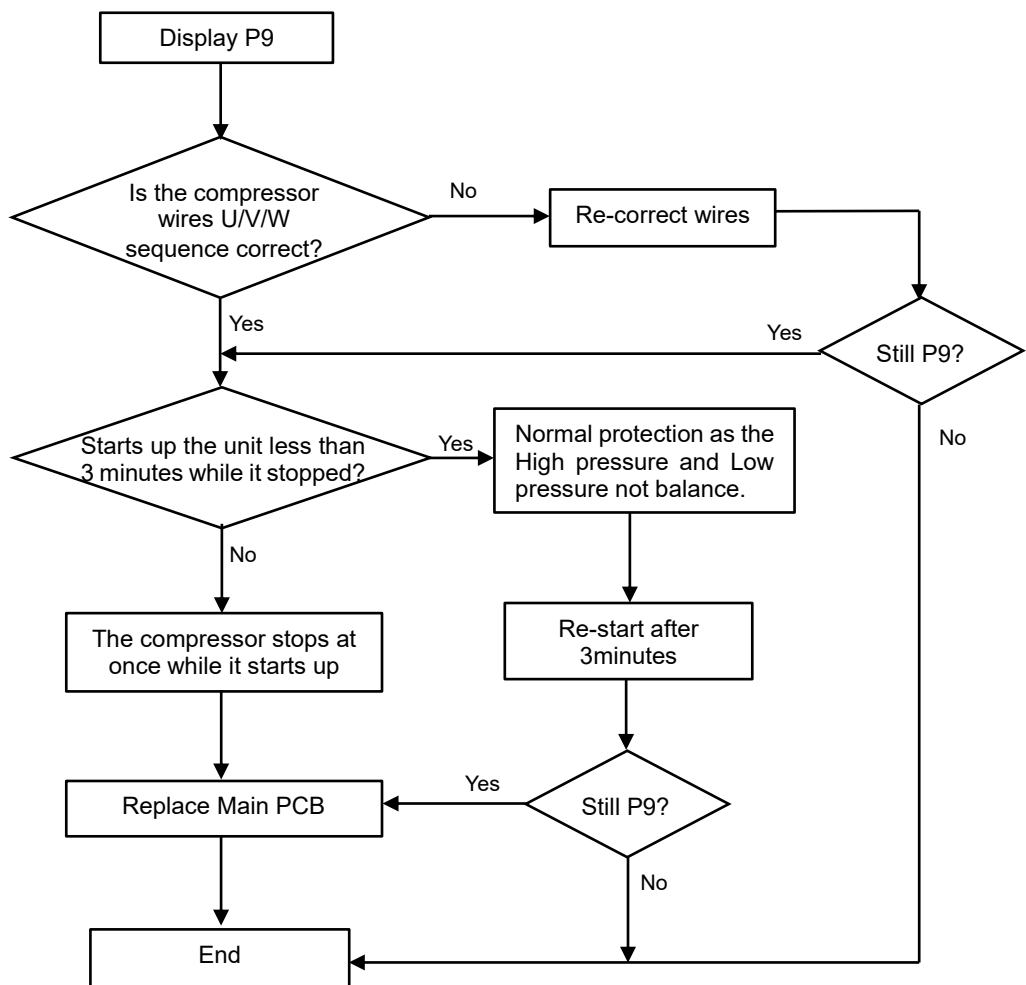 Display P9
Is the compressor
wires U/V/W
sequence correct?
No
Re-correct wires
Yes
Yes
Still P9?
No
Starts up the unit less than
3 minutes while it stopped?
Yes
Normal protection as the
High pressure and Low
pressure not balance.
No
The compressor stops at
once while it starts up
Re-start after
3minutes
Replace Main PCB
Yes
Still P9?
No
End